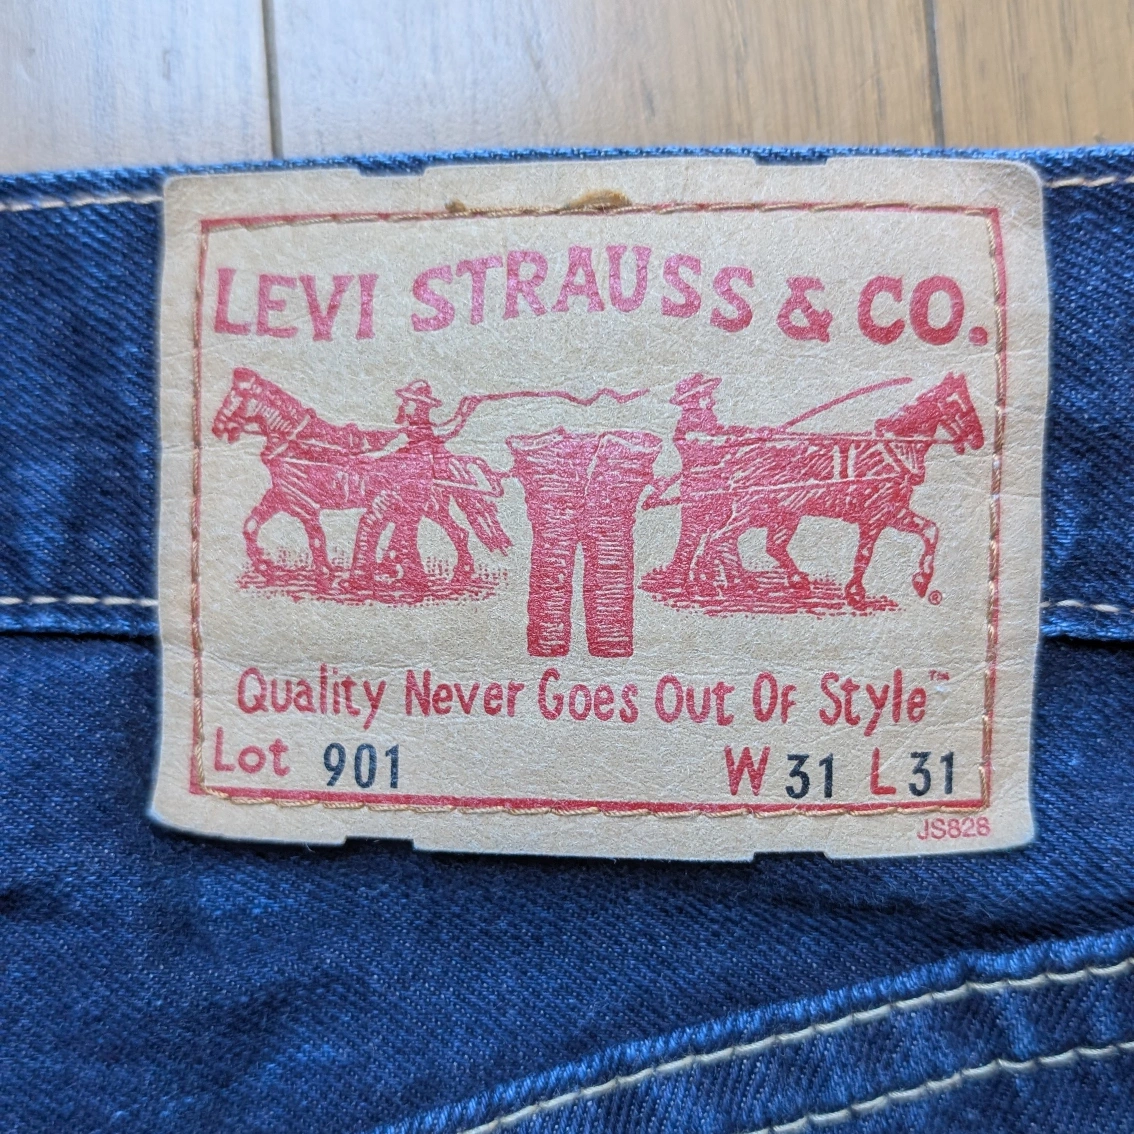 LEVI STRAUSS & CO.
®
Quality Never Goes Out Of Style™
Lot 901 W 31 L 31
JS828